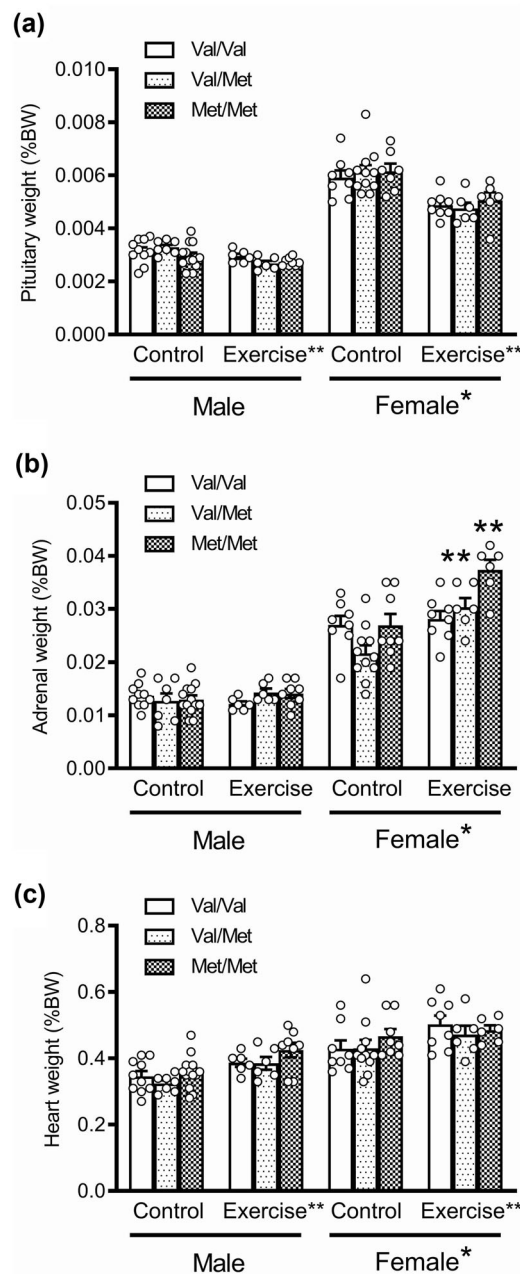 (a)
Val/Val
Val/Met
Met/Met
Pituitary weight (%BW)
0.010
0.008
0.006
0.004
0.002
0.000
Control Exercise** Control Exercise**
Male Female*
(b)
Val/Val
Val/Met
Met/Met
Adrenal weight (%BW)
0.05
0.04
0.03
0.02
0.01
0.00
** **
Control Exercise Control Exercise
Male Female*
(c)
Val/Val
Val/Met
Met/Met
Heart weight (%BW)
0.8
0.6
0.4
0.2
0.0
Control Exercise** Control Exercise**
Male Female*